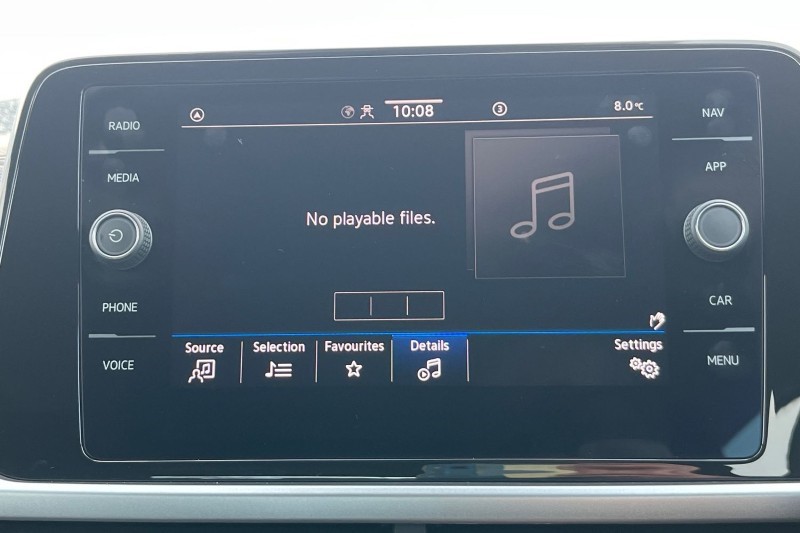 RADIO
MEDIA
PHONE
VOICE
10:08
3
8.0°C
No playable files.
Source
Selection
Favourites
Details
Settings
NAV
APP
CAR
MENU